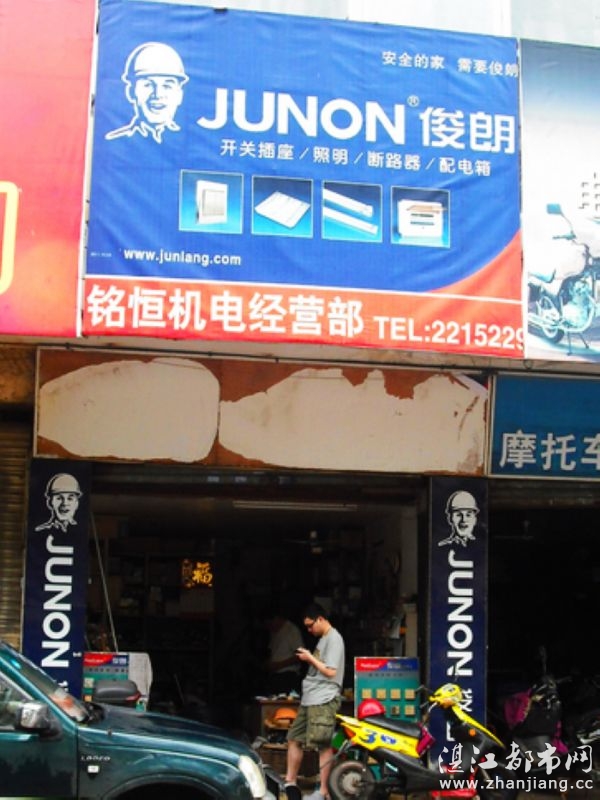 安全的家 需要俊朗
JUNON® 俊朗
开关插座/照明/断路器/配电箱
www.junlang.com
铭恒机电经营部 TEL:2215229
摩托车
JUNON
JUNON
福
湛江都市网
www.zhanjiang.cc